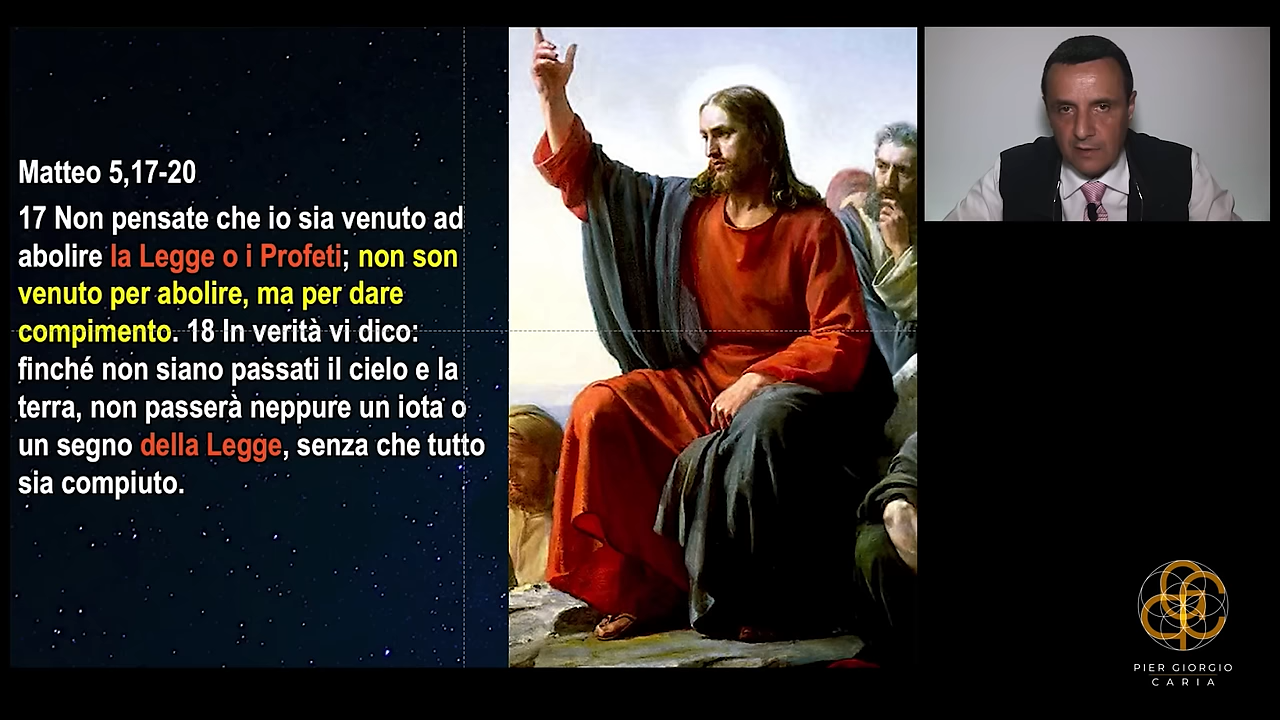 Matteo 5,17-20
17 Non pensate che io sia venuto ad
abolire la Legge o i Profeti; non son
venuto per abolire, ma per dare
compimento. 18 In verità vi dico:
finché non siano passati il cielo e la
terra, non passerà neppure un iota o
un segno della Legge, senza che tutto
sia compiuto.
PIER GIORGIO
CARIA